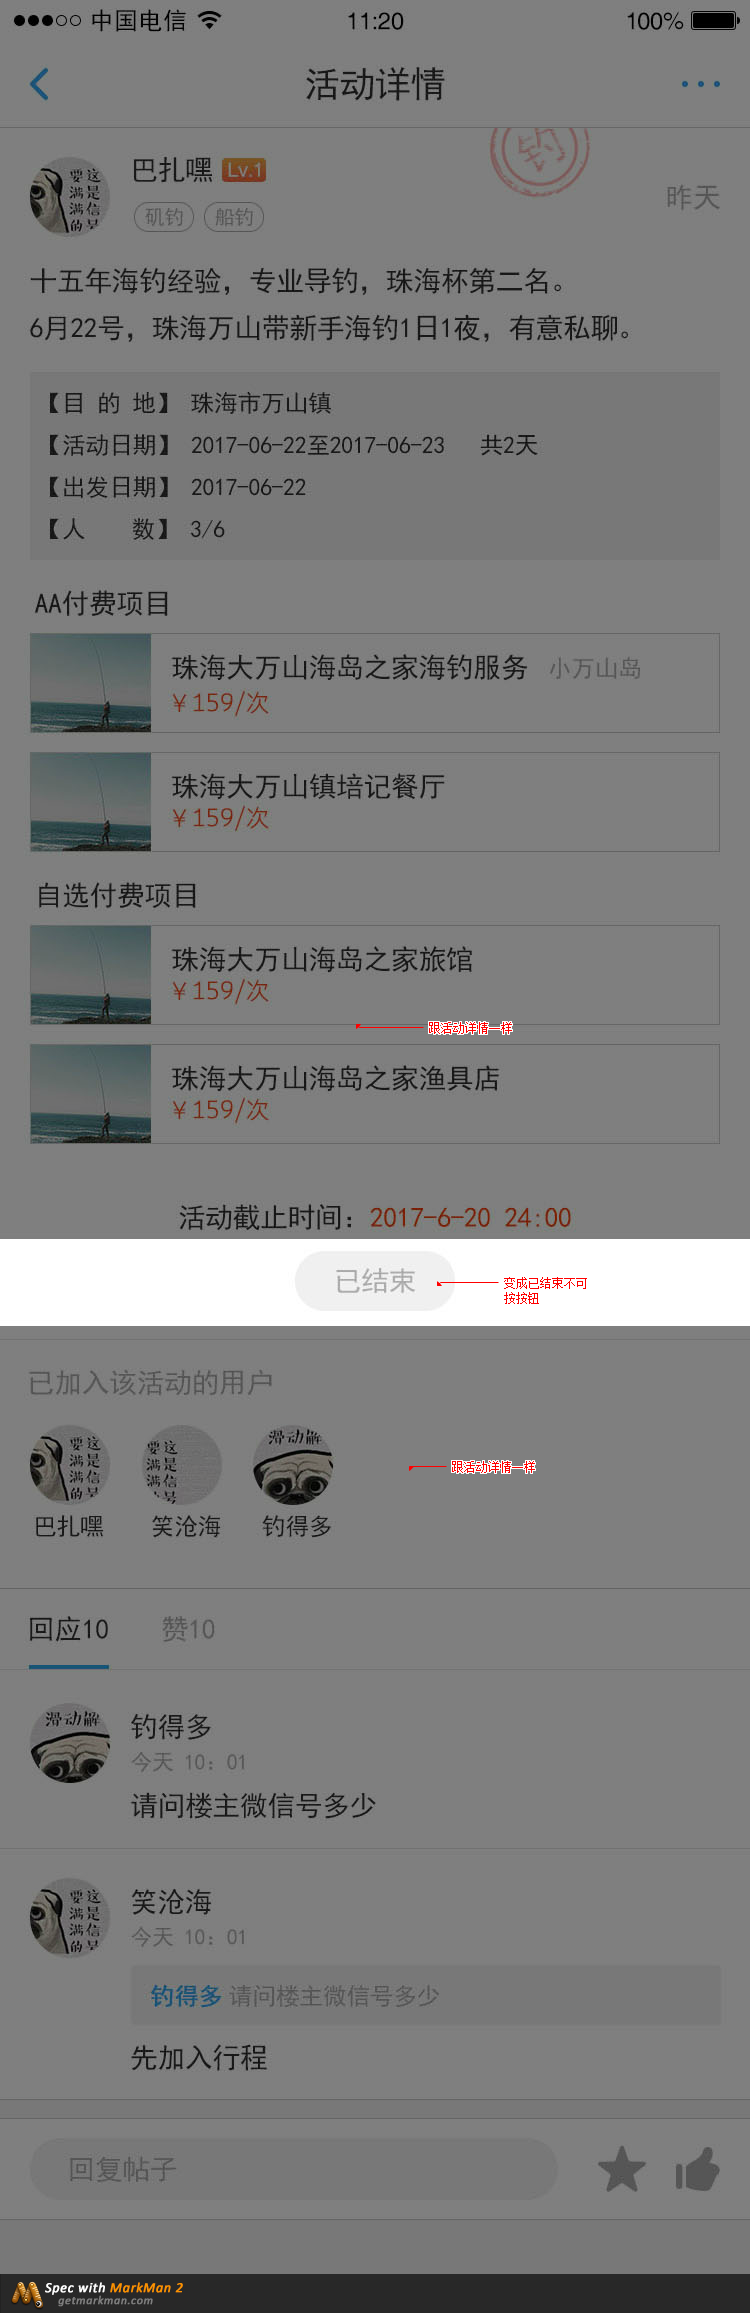 中国电信 11:20 100%
活动详情
钓
巴扎嘿 Lv.1
昨天
矶钓 船钓
十五年海钓经验，专业导钓，珠海杯第二名。
6月22号，珠海万山带新手海钓1日1夜，有意私聊。
【目 的 地】 珠海市万山镇
【活动日期】 2017-06-22至2017-06-23 共2天
【出发日期】 2017-06-22
【人 数】 3/6
AA付费项目
珠海大万山海岛之家海钓服务 小万山岛
¥159/次
珠海大万山镇培记餐厅
¥159/次
自选付费项目
珠海大万山海岛之家旅馆
¥159/次
跟活动详情一样
珠海大万山海岛之家渔具店
¥159/次
活动截止时间：2017-6-20 24:00
已结束
变成已结束不可
按按钮
已加入该活动的用户
跟活动详情一样
巴扎嘿 笑沧海 钓得多
回应10 赞10
钓得多
今天 10：01
请问楼主微信号多少
笑沧海
今天 10：01
钓得多 请问楼主微信号多少
先加入行程
回复帖子
Spec with MarkMan 2
getmarkman.com